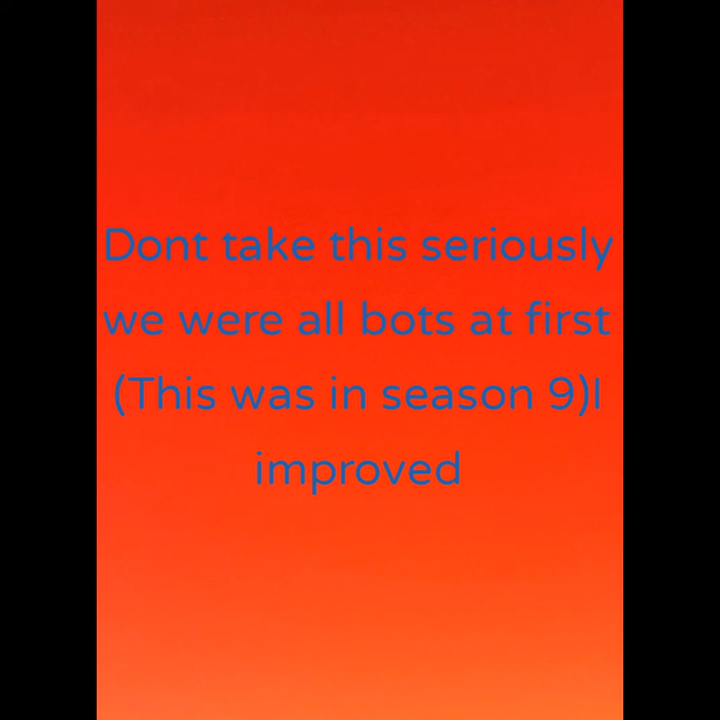 Dont take this seriously
we were all bots at first
(This was in season 9)I
improved